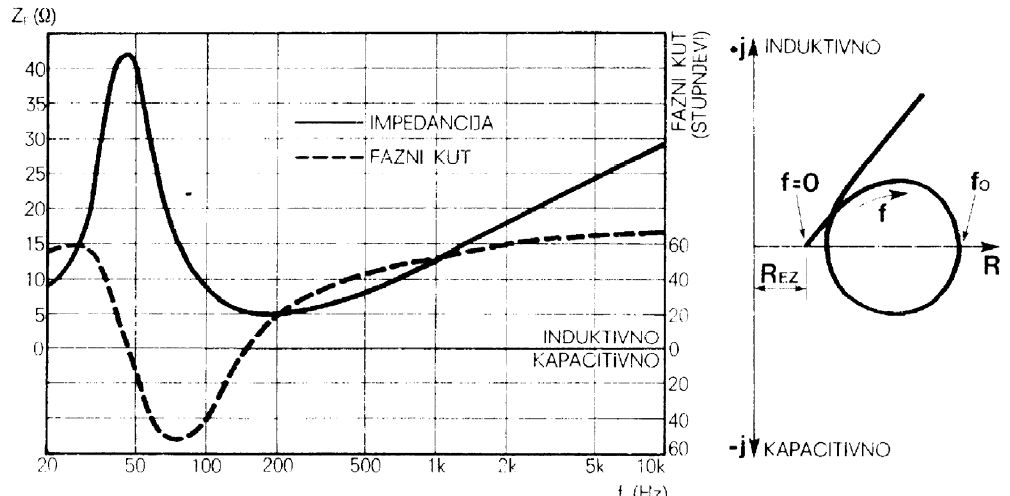 Z, (Ω)
40
35
30
25
20
15
10
5
0
IMPEDANCIJA
FAZNI KUT
INDUKTIVNO
KAPACITIVNO
FAZNI KUT
(STUPNJEVI)
60
40
20
0
20
40
60
20
50
100
200
500
1k
2k
5k
10k
f, (Hz)
+j INDUKTIVNO
f=0
f
fo
R
REZ
-j KAPACITIVNO